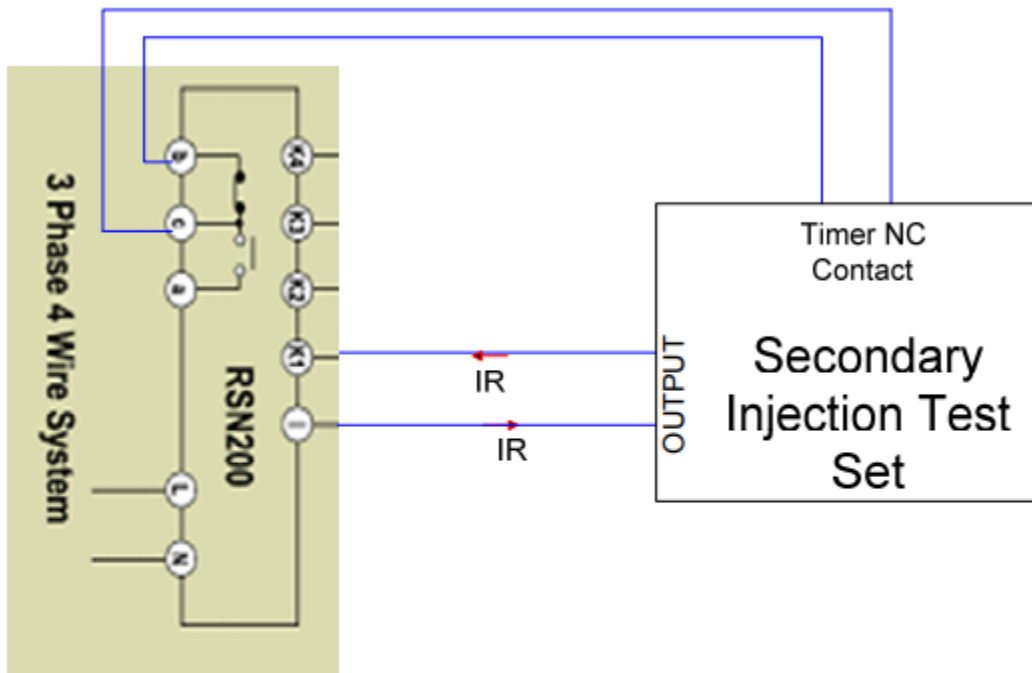 3 Phase 4 Wire System
b
c
a
L
N
RSN200
K4
K3
K2
K1
I
IR
IR
OUTPUT
Timer NC
Contact
Secondary
Injection Test
Set